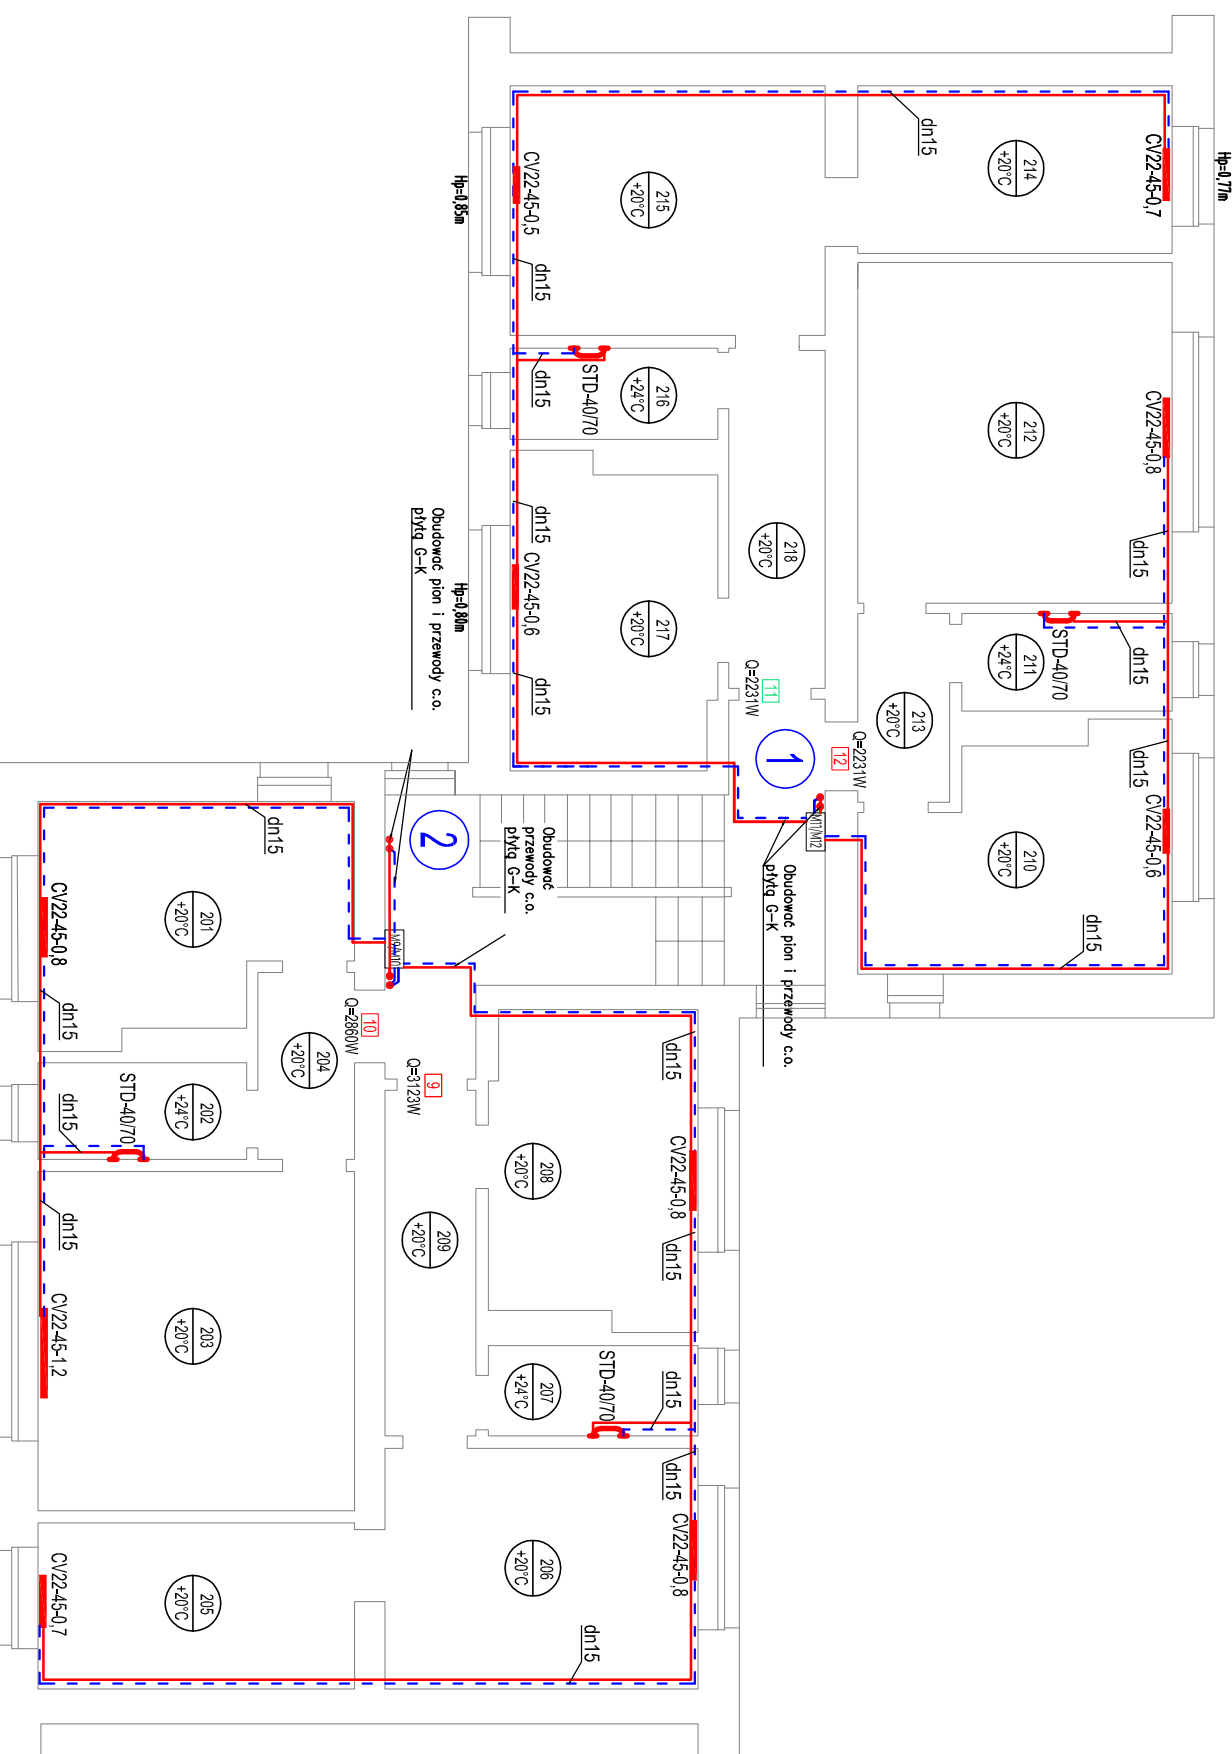 Hp=0,77m
CV22-45-0,7
214
+20°C
dn15
CV22-45-0,5
215
+20°C
Hp=0,85m
dn15
STD-40/70
216
+24°C
dn15
CV22-45-0,8
212
+20°C
dn15
dn15
CV22-45-0,6
Hp=0,80m
217
+20°C
218
+20°C
dn15
STD-40/70
211
+24°C
dn15
213
+20°C
dn15
CV22-45-0,6
210
+20°C
dn15
11
Q=2231W
12
Q=2231W
1
M11/M12
Obudować pion i przewody c.o.
płytą G-K
Obudować pion i przewody c.o.
płytą G-K
2
Obudować
przewody c.o.
płytą G-K
M9/M10
dn15
CV22-45-0,8
201
+20°C
dn15
10
Q=2860W
9
Q=3123W
204
+20°C
STD-40/70
202
+24°C
dn15
dn15
CV22-45-1,2
203
+20°C
209
+20°C
dn15
CV22-45-0,8
208
+20°C
dn15
STD-40/70
207
+24°C
dn15
dn15
CV22-45-0,8
206
+20°C
dn15
CV22-45-0,7
205
+20°C